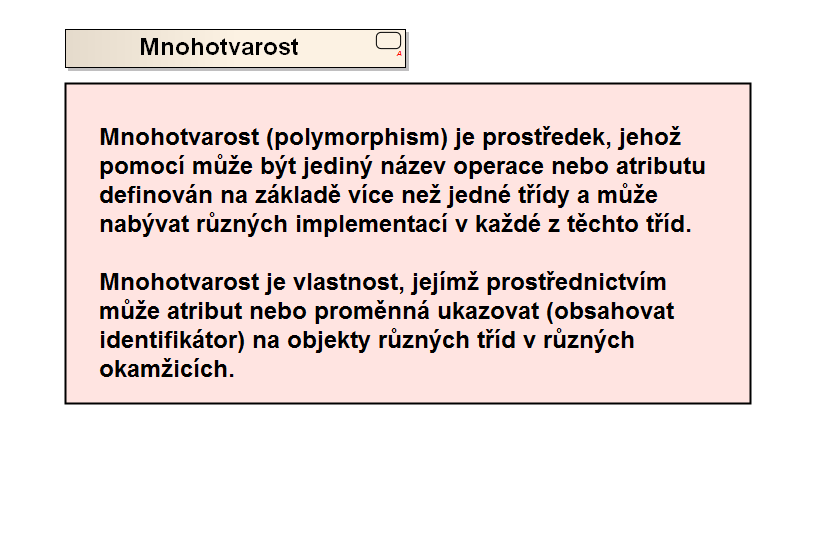 Mnohotvarost
A
Mnohotvarost (polymorphism) je prostředek, jehož
pomocí může být jediný název operace nebo atributu
definován na základě více než jedné třídy a může
nabývat různých implementací v každé z těchto tříd.
Mnohotvarost je vlastnost, jejímž prostřednictvím
může atribut nebo proměnná ukazovat (obsahovat
identifikátor) na objekty různých tříd v různých
okamžicích.